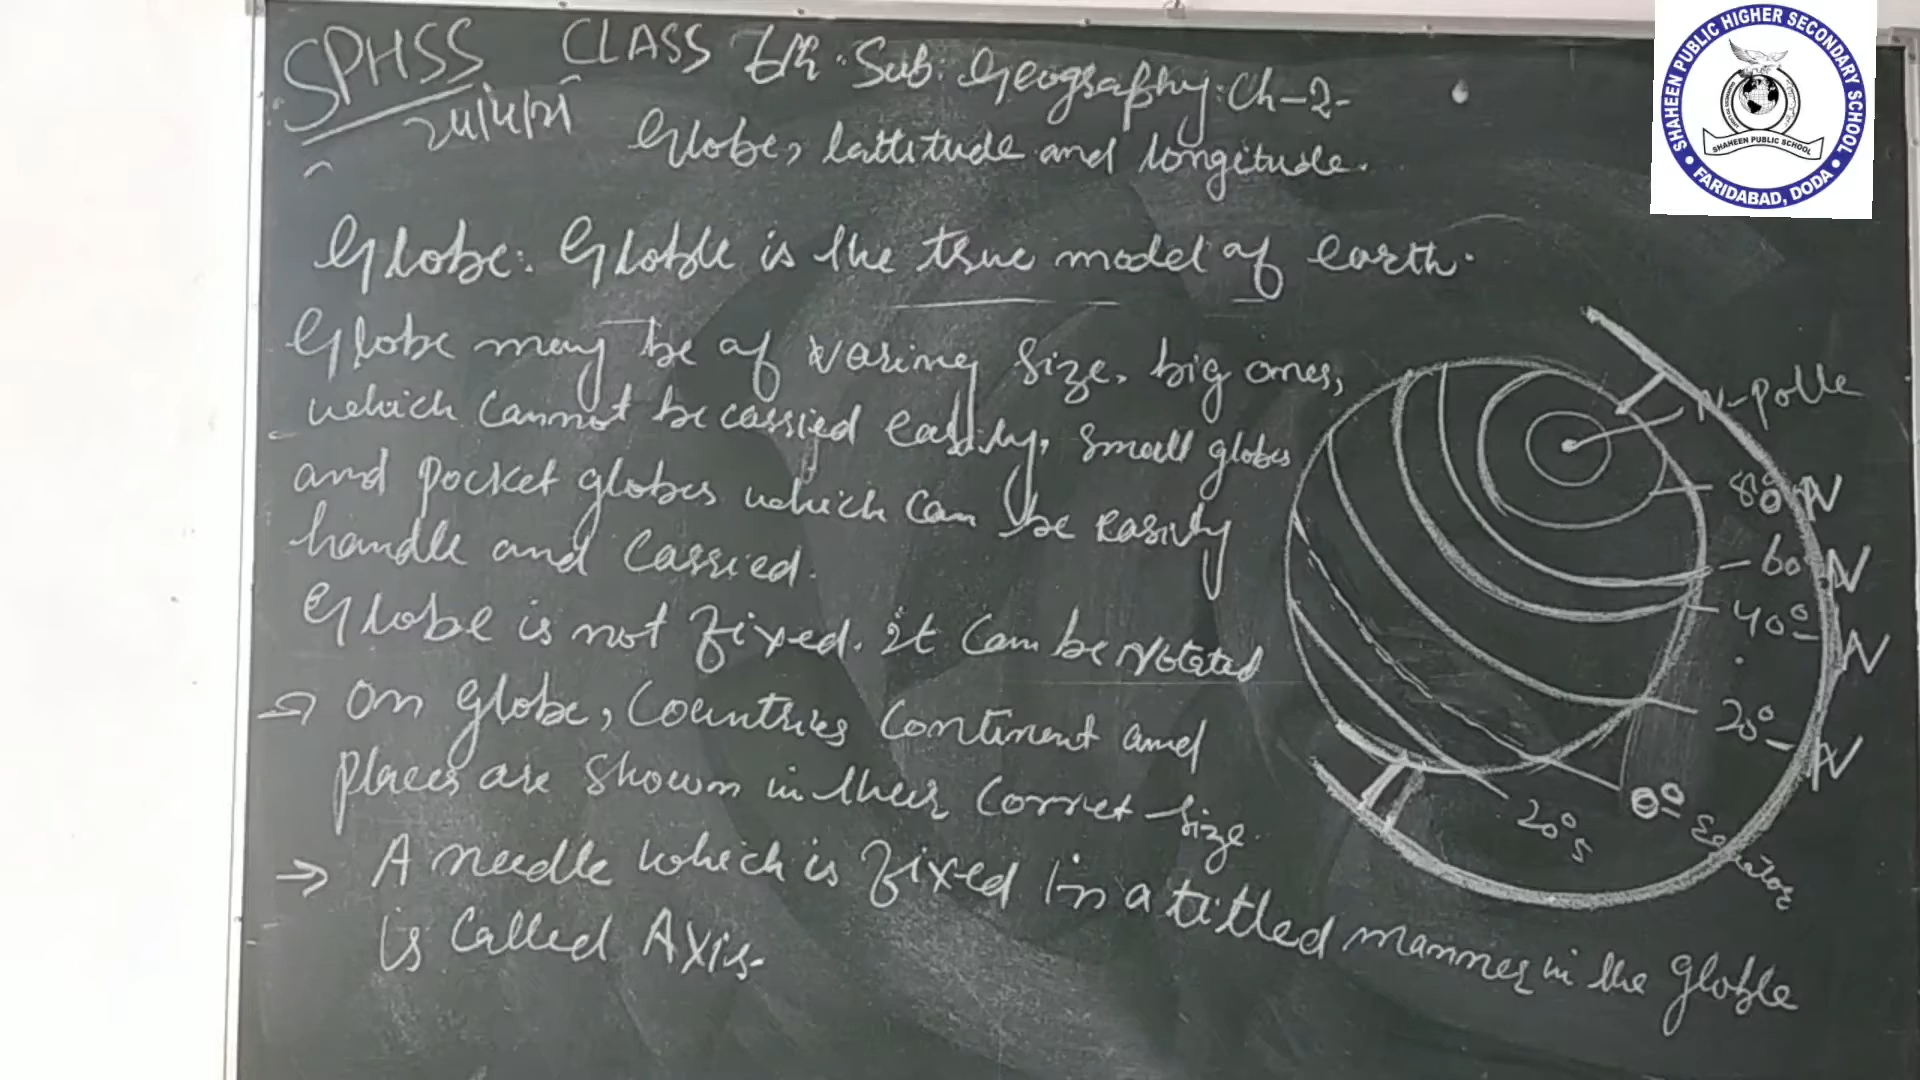 SPHSS CLASS 6th. Sub: Geography: Ch-2-
Globe, lattitude and longitude.
Globe: Globle is the true model of earth.
Globe may be of varing size. big ones,
which cannot be carried easily, small globes
and pocket globes which can be easily
handle and carried.
Globe is not fixed. it can be rotated
→ On globe, Countries Continent and
places are shown in their corret size.
→ A needle which is fixed in a titled manner in the globle
is called Axis.
N-polle
80° N
60° N
40° N
20° N
0° Equator
20° S
SHAHEEN PUBLIC HIGHER SECONDARY SCHOOL
SHAHEEN PUBLIC SCHOOL
FARIDABAD, DODA